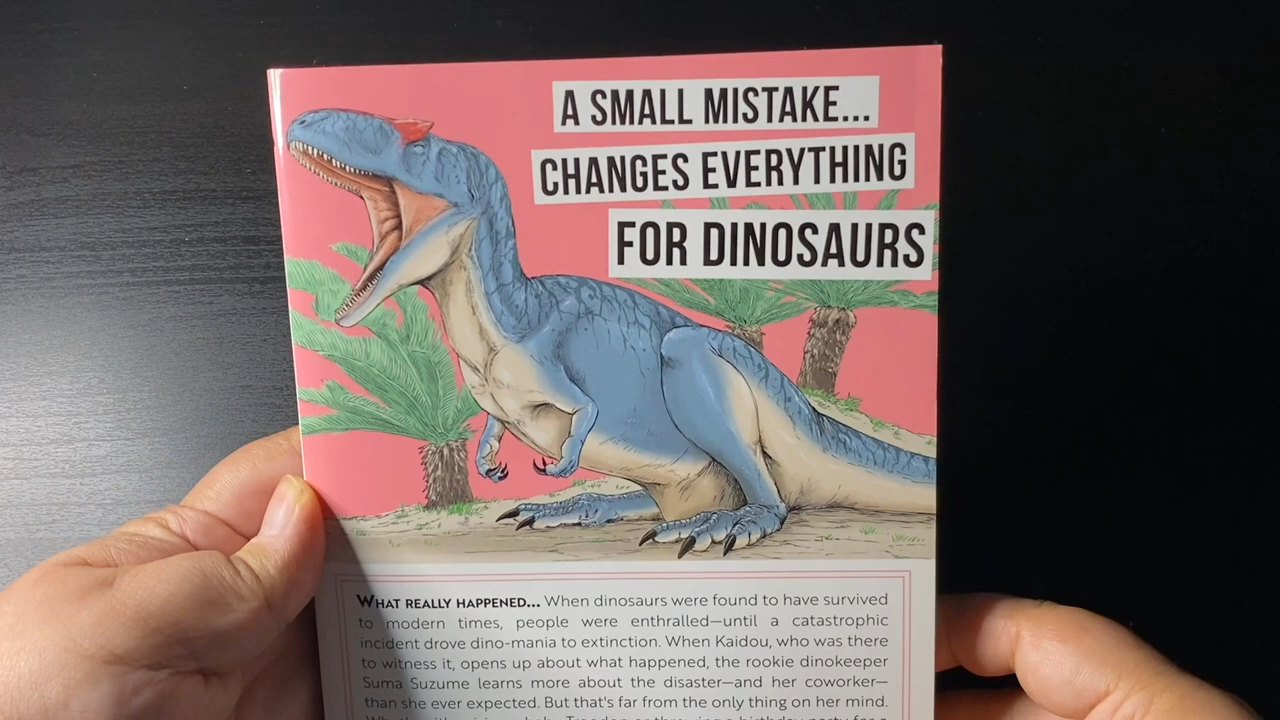 A SMALL MISTAKE...
CHANGES EVERYTHING
FOR DINOSAURS
WHAT REALLY HAPPENED... When dinosaurs were found to have survived
to modern times, people were enthralled—until a catastrophic
incident drove dino-mania to extinction. When Kaidou, who was there
to witness it, opens up about what happened, the rookie dinokeeper
Suma Suzume learns more about the disaster—and her coworker—
than she ever expected. But that's far from the only thing on her mind.